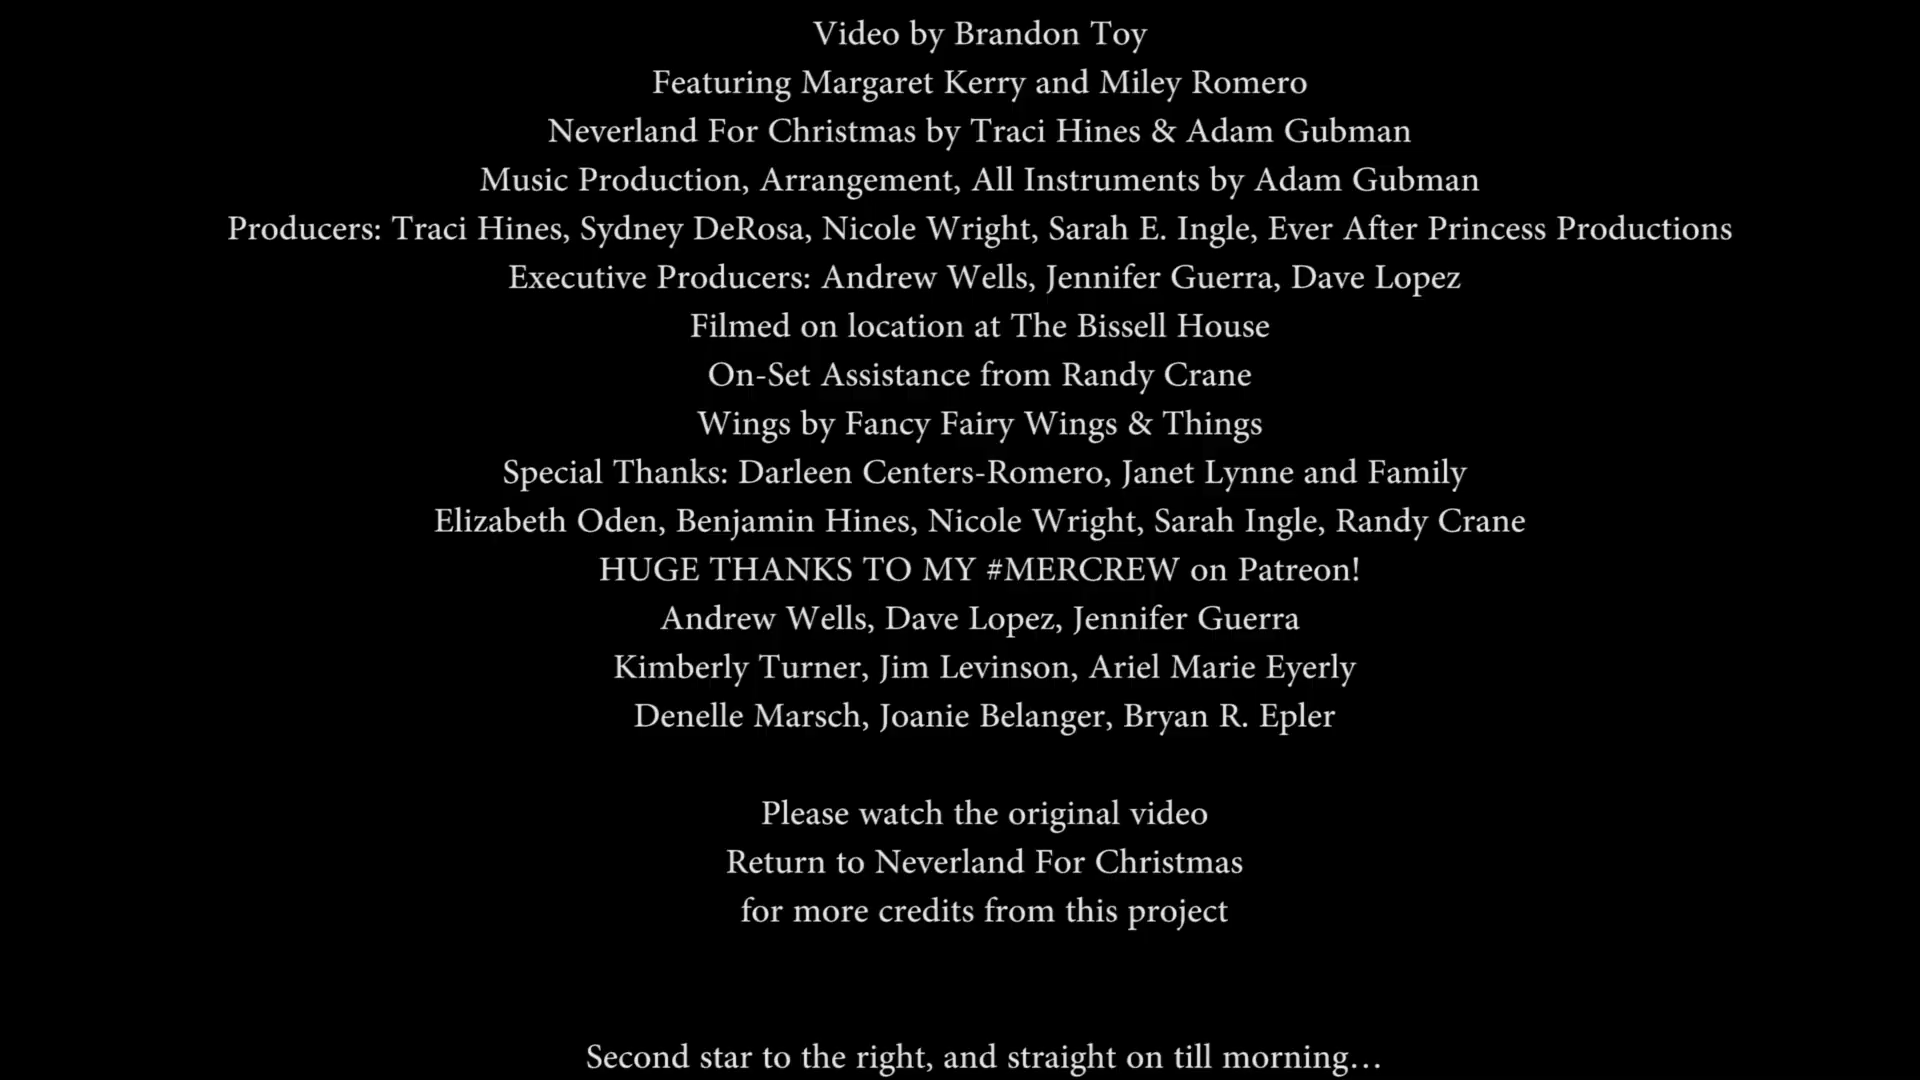 Video by Brandon Toy
Featuring Margaret Kerry and Miley Romero
Neverland For Christmas by Traci Hines & Adam Gubman
Music Production, Arrangement, All Instruments by Adam Gubman
Producers: Traci Hines, Sydney DeRosa, Nicole Wright, Sarah E. Ingle, Ever After Princess Productions
Executive Producers: Andrew Wells, Jennifer Guerra, Dave Lopez
Filmed on location at The Bissell House
On-Set Assistance from Randy Crane
Wings by Fancy Fairy Wings & Things
Special Thanks: Darleen Centers-Romero, Janet Lynne and Family
Elizabeth Oden, Benjamin Hines, Nicole Wright, Sarah Ingle, Randy Crane
HUGE THANKS TO MY #MERCREW on Patreon!
Andrew Wells, Dave Lopez, Jennifer Guerra
Kimberly Turner, Jim Levinson, Ariel Marie Eyerly
Denelle Marsch, Joanie Belanger, Bryan R. Epler
Please watch the original video
Return to Neverland For Christmas
for more credits from this project
Second star to the right, and straight on till morning…